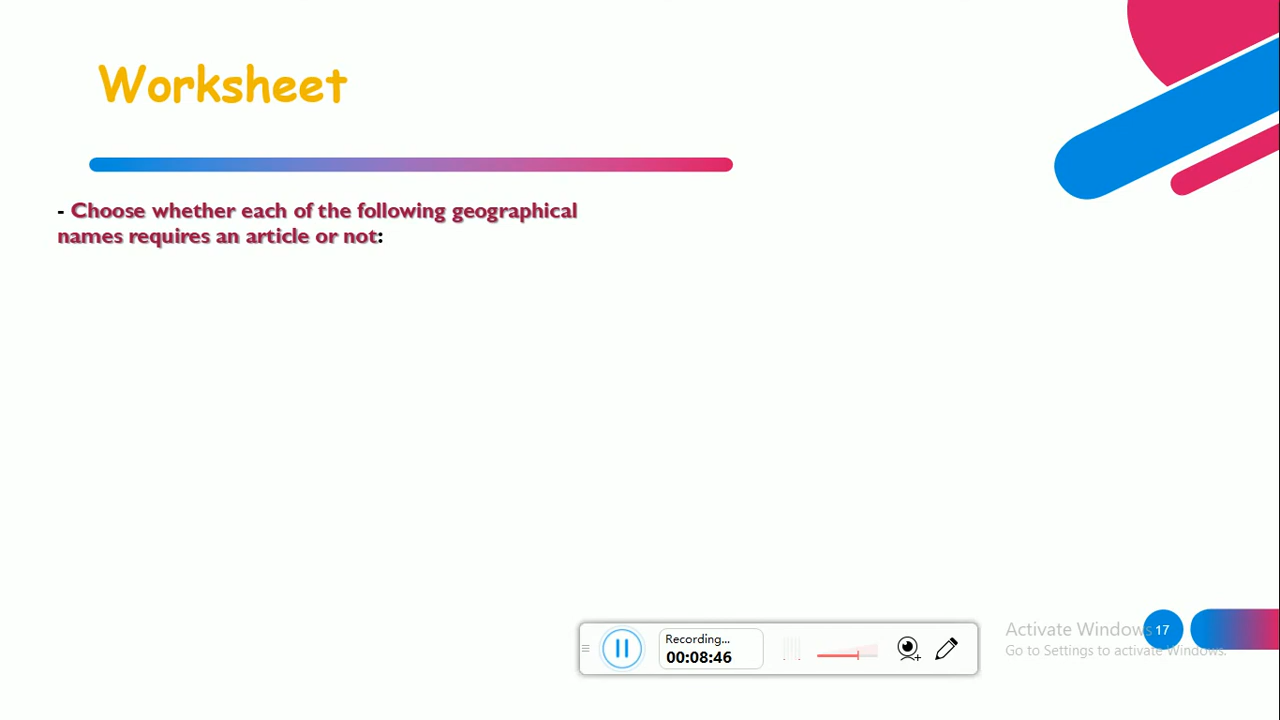 Worksheet
- Choose whether each of the following geographical
names requires an article or not:
Recording...
00:08:46
Activate Windows
17
Go to Settings to activate Windows.